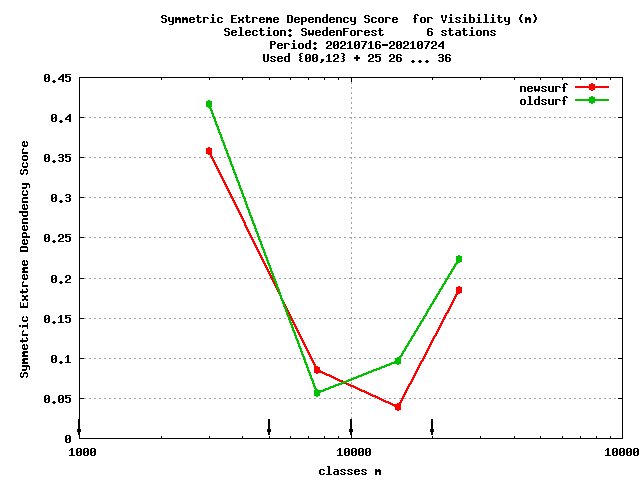 Symmetric Extreme Dependency Score  for Visibility (m)
Selection: SwedenForest      6 stations
Period: 20210716-20210724
Used {00,12} + 25 26 ... 36
newsurf
oldsurf
Symmetric Extreme Dependency Score
0.45
0.4
0.35
0.3
0.25
0.2
0.15
0.1
0.05
0
1000
10000
10000
classes m